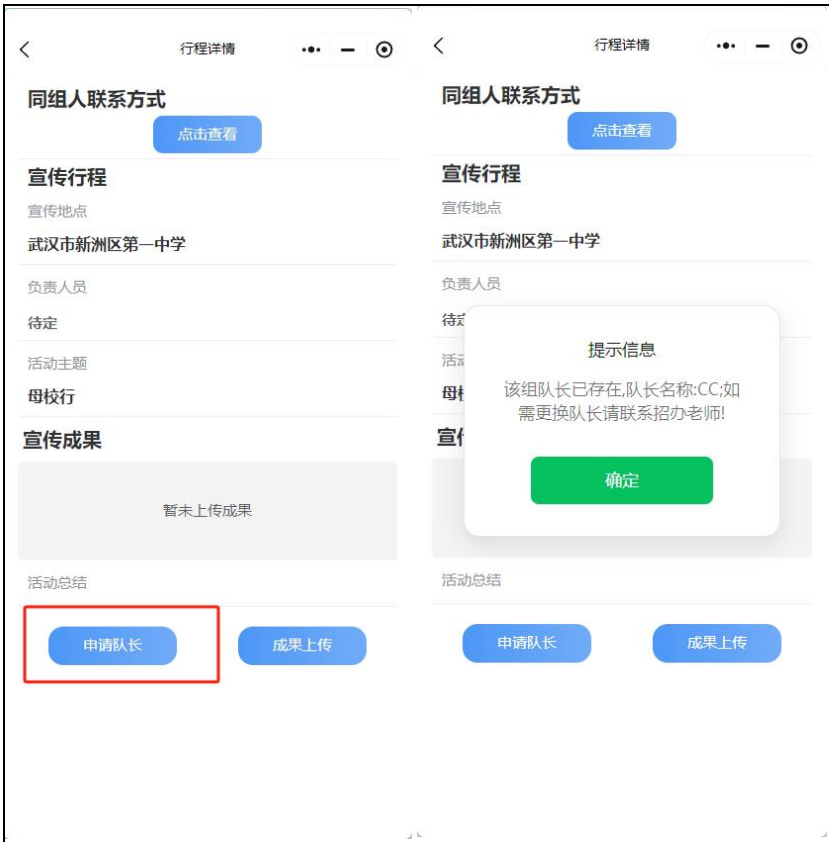 行程详情
同组人联系方式
点击查看
宣传行程
宣传地点
武汉市新洲区第一中学
负责人员
待定
活动主题
母校行
宣传成果
暂未上传成果
活动总结
申请队长
成果上传
行程详情
同组人联系方式
点击查看
宣传行程
宣传地点
武汉市新洲区第一中学
负责人员
待
提示信息
活
该组队长已存在,队长名称:CC;如
母
需更换队长请联系招办老师!
宣
确定
活动总结
申请队长
成果上传